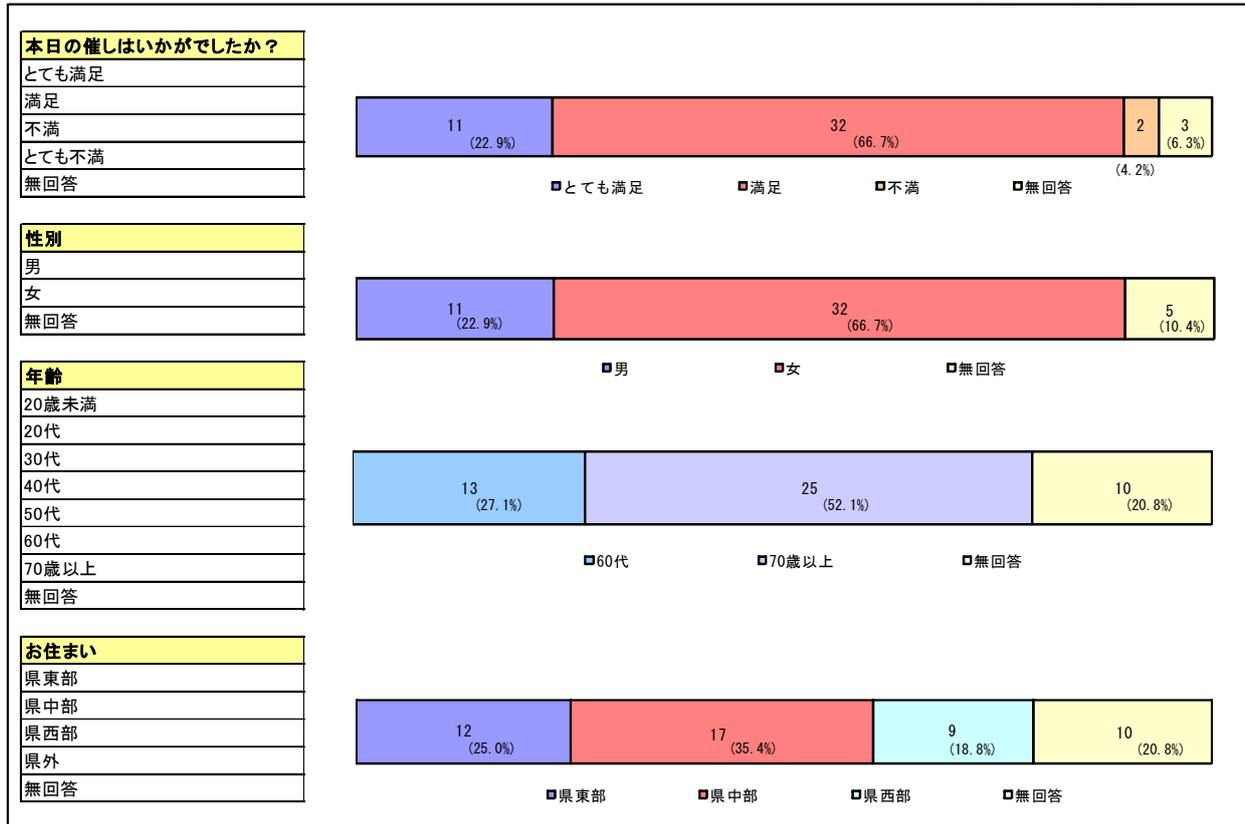 本日の催しはいかがでしたか？
とても満足
満足
不満
とても不満
無回答
11
(22.9%)
32
(66.7%)
2
(4.2%)
3
(6.3%)
とても満足 満足 不満 無回答
性別
男
女
無回答
11
(22.9%)
32
(66.7%)
5
(10.4%)
男 女 無回答
年齢
20歳未満
20代
30代
40代
50代
60代
70歳以上
無回答
13
(27.1%)
25
(52.1%)
10
(20.8%)
60代 70歳以上 無回答
お住まい
県東部
県中部
県西部
県外
無回答
12
(25.0%)
17
(35.4%)
9
(18.8%)
10
(20.8%)
県東部 県中部 県西部 無回答